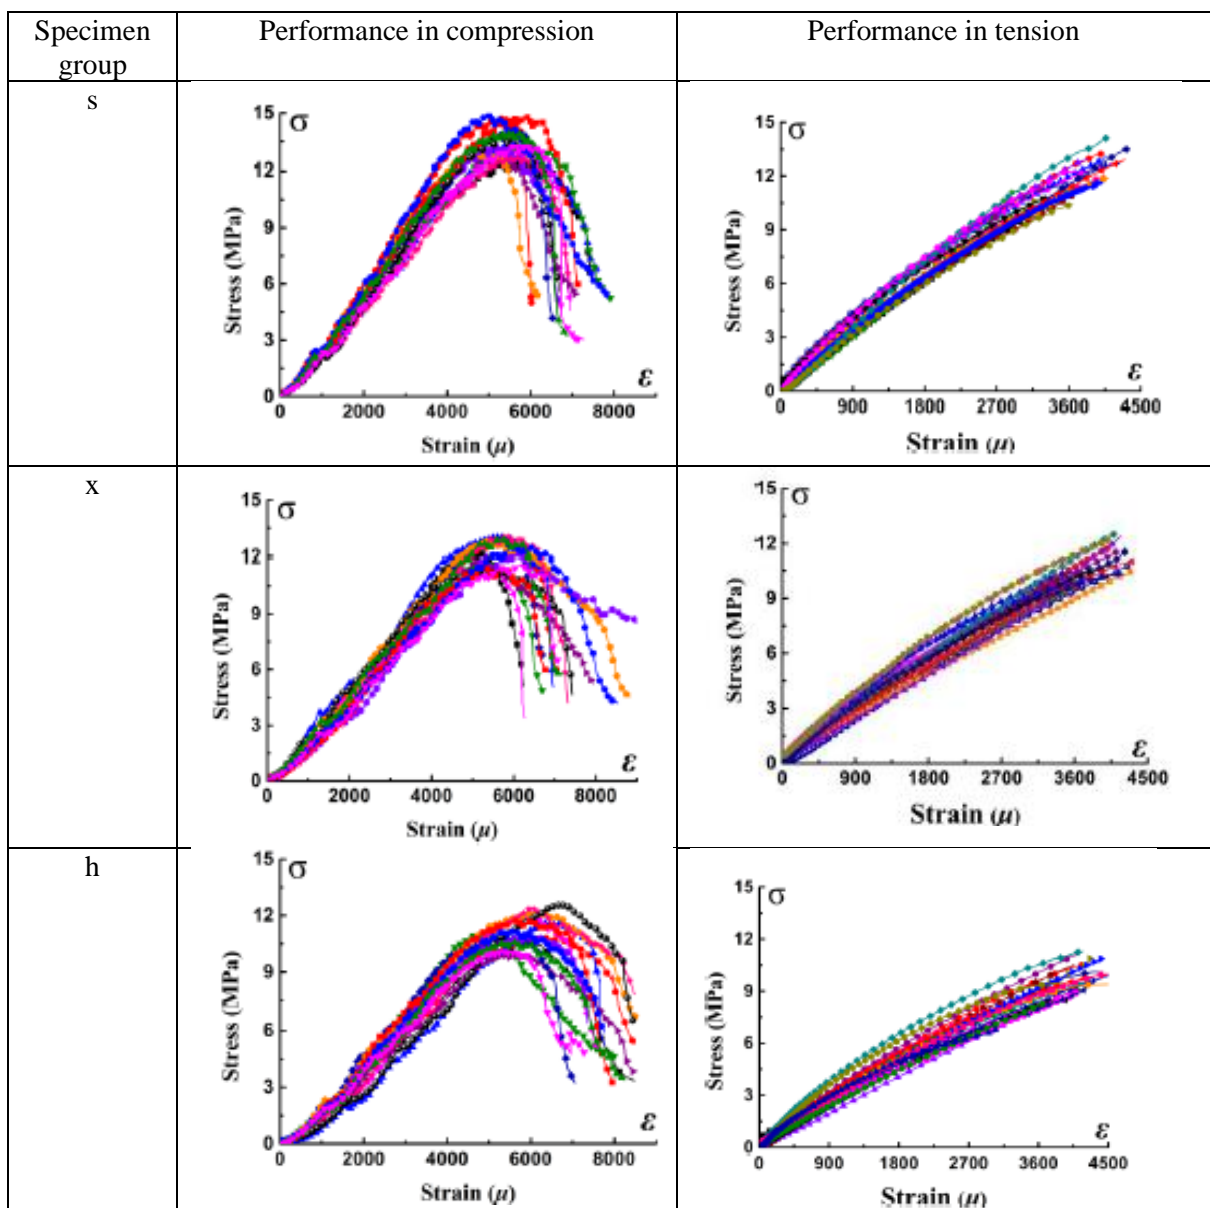 Specimen group
Performance in compression
Performance in tension
s
σ
15
12
9
6
3
0
Stress (MPa)
ε
0 2000 4000 6000 8000
Strain (μ)
σ
15
12
9
6
3
0
Stress (MPa)
ε
0 900 1800 2700 3600 4500
Strain (μ)
x
σ
15
12
9
6
3
0
Stress (MPa)
ε
0 2000 4000 6000 8000
Strain (μ)
σ
15
12
9
6
3
0
Stress (MPa)
ε
0 900 1800 2700 3600 4500
Strain (μ)
h
σ
15
12
9
6
3
0
Stress (MPa)
ε
0 2000 4000 6000 8000
Strain (μ)
σ
15
12
9
6
3
0
Stress (MPa)
ε
0 900 1800 2700 3600 4500
Strain (μ)